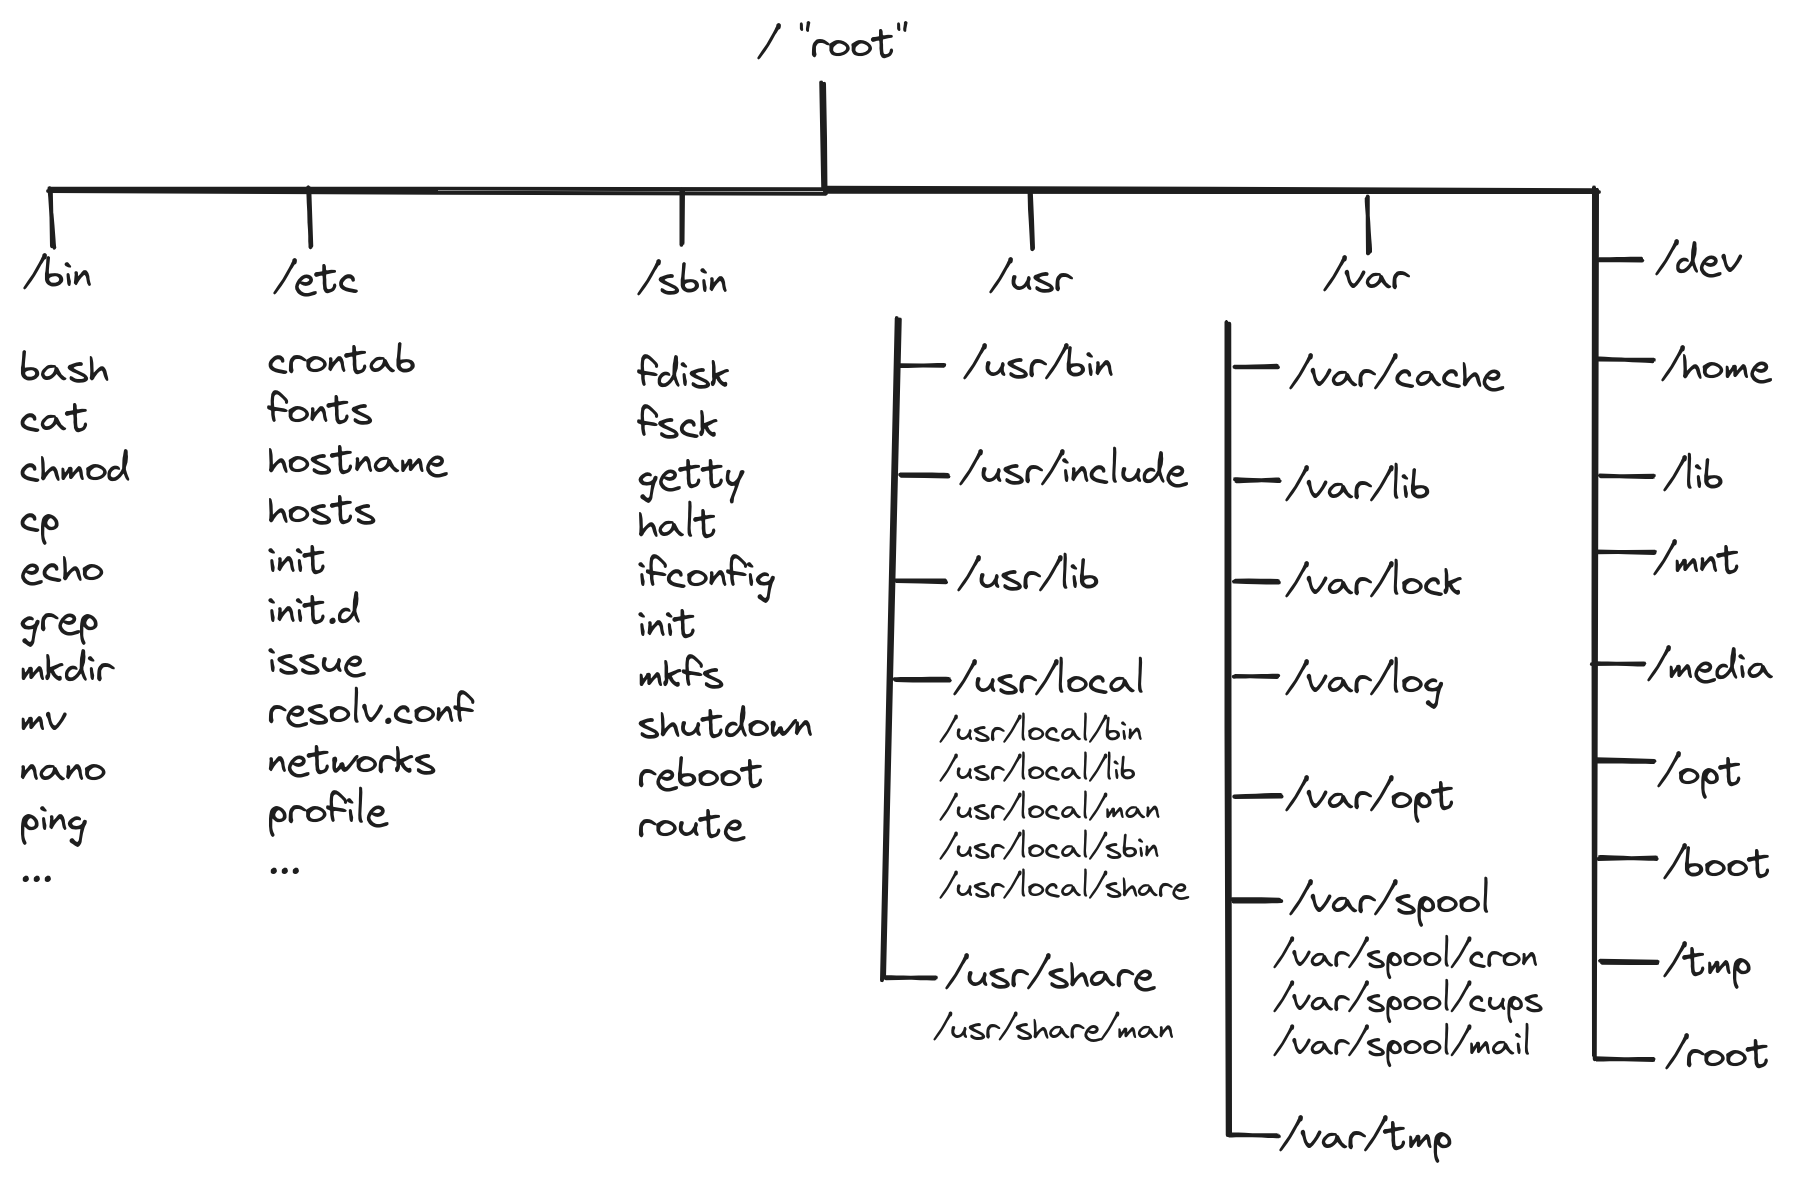 / "root"
/bin
bash
cat
chmod
cp
echo
grep
mkdir
mv
nano
ping
...
/etc
crontab
fonts
hostname
hosts
init
init.d
issue
resolv.conf
networks
profile
...
/sbin
fdisk
fsck
getty
halt
ifconfig
init
mkfs
shutdown
reboot
route
/usr
/usr/bin
/usr/include
/usr/lib
/usr/local
/usr/local/bin
/usr/local/lib
/usr/local/man
/usr/local/sbin
/usr/local/share
/usr/share
/usr/share/man
/var
/var/cache
/var/lib
/var/lock
/var/log
/var/opt
/var/spool
/var/spool/cron
/var/spool/cups
/var/spool/mail
/var/tmp
/dev
/home
/lib
/mnt
/media
/opt
/boot
/tmp
/root